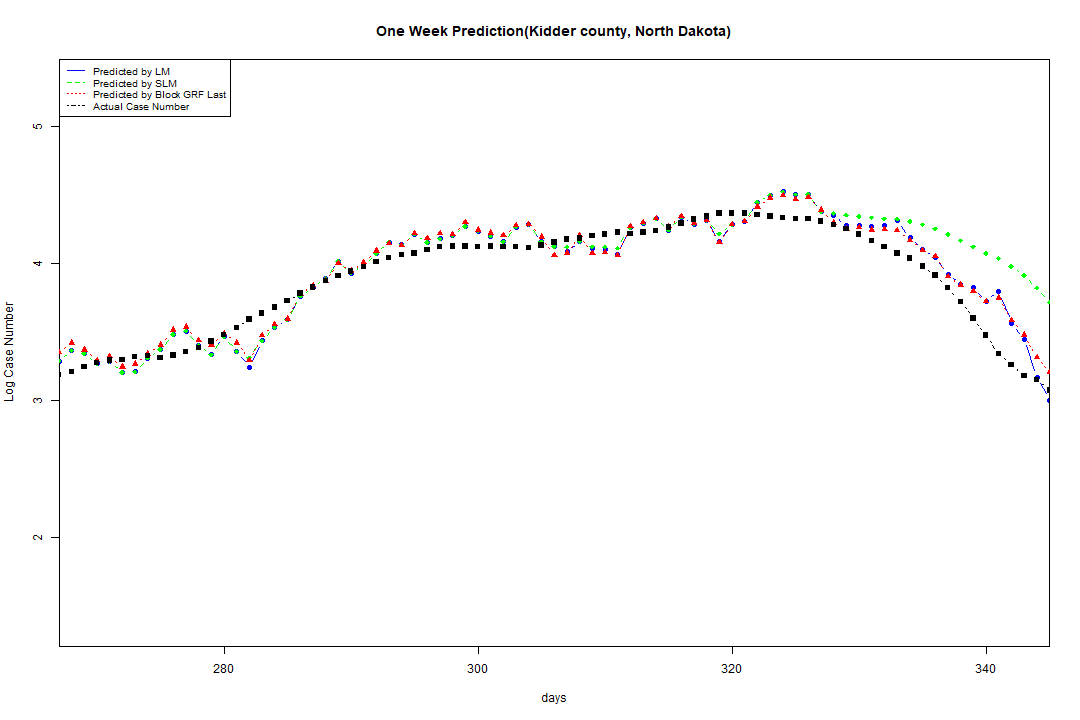 One Week Prediction(Kidder county, North Dakota)
Predicted by LM
Predicted by SLM
Predicted by Block GRF Last
Actual Case Number
5
4
3
2
Log Case Number
280 300 320 340
days